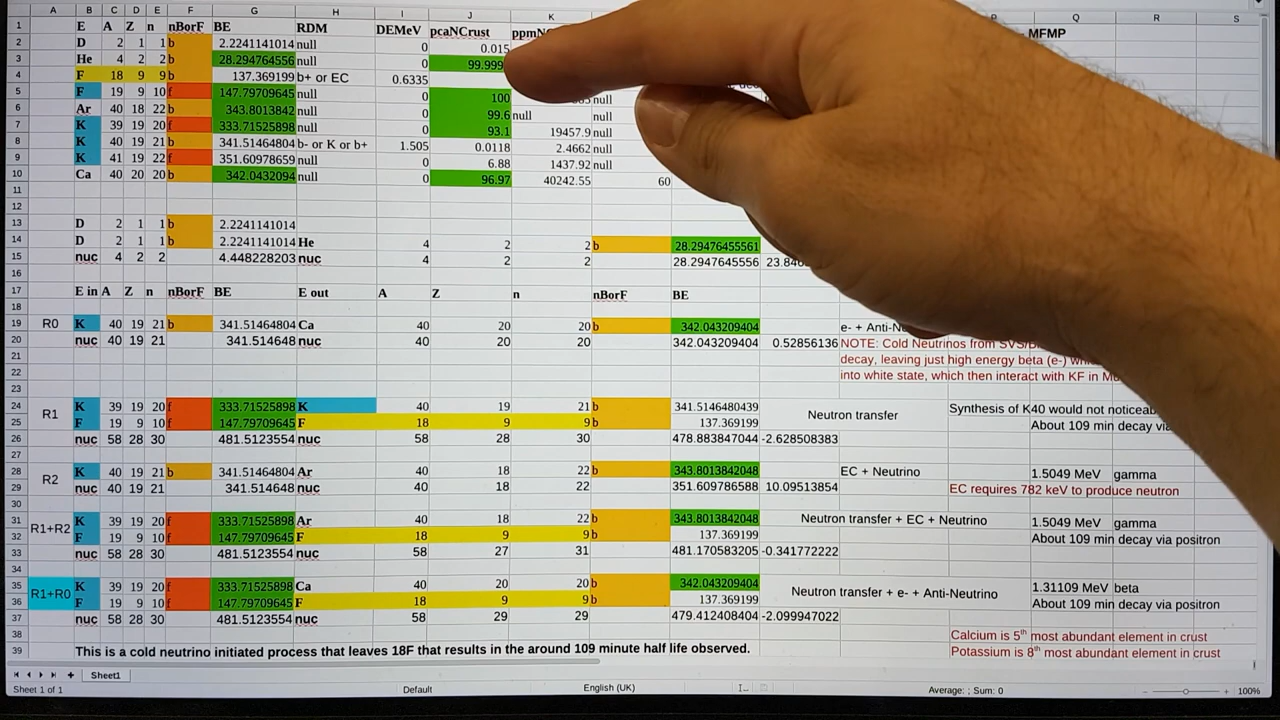 A B C D E F G H I J K P Q R S
1 E A Z n nBorF BE RDM DEMeV pcaNCrust MFMP
2 D 2 1 1 b 2.2241141014 null 0 0.015
3 He 4 2 2 b 28.294764556 null 0 99.999
4 F 18 9 9 b 137.369199 b+ or EC 0.6335
5 F 19 9 10 f 147.79709645 null 0 100 null
6 Ar 40 18 22 b 343.8013842 null 0 99.6 null null
7 K 39 19 20 f 333.71525898 null 0 93.1 19457.9 null
8 K 40 19 21 b 341.51464804 b- or K or b+ 1.505 0.0118 2.4662 null
9 K 41 19 22 f 351.60978659 null 0 6.88 1437.92 null
10 Ca 40 20 20 b 342.0432094 null 0 96.97 40242.55 60
11
12
13 D 2 1 1 b 2.2241141014
14 D 2 1 1 b 2.2241141014 He 4 2 2 b 28.29476455561
15 nuc 4 2 2 4.448228203 nuc 4 2 2 28.2947645556
16
17 E in A Z n nBorF BE E out A Z n nBorF BE
18
19 R0 K 40 19 21 b 341.51464804 Ca 40 20 20 b 342.043209404 e- +
20 nuc 40 19 21 341.514648 nuc 40 20 20 342.043209404 0.52856136 NOTE: Cold Neutrinos from
21 decay, leaving just high energy beta (e-)
22 into white state, which then interact with KF in
23
24 R1 K 39 19 20 f 333.71525898 K 40 19 21 b 341.5146480439 Neutron transfer Synthesis of K40 would not
25 F 19 9 10 f 147.79709645 F 18 9 9 b 137.369199 About 109 min decay
26 nuc 58 28 30 481.5123554 nuc 58 28 30 478.883847044 -2.628508383
27
28 R2 K 40 19 21 b 341.51464804 Ar 40 18 22 b 343.8013842048 EC + Neutrino 1.5049 MeV gamma
29 nuc 40 19 21 341.514648 nuc 40 18 22 351.609786588 10.09513854 EC requires 782 keV to produce neutron
30
31 R1+R2 K 39 19 20 f 333.71525898 Ar 40 18 22 b 343.8013842048 Neutron transfer + EC + Neutrino 1.5049 MeV gamma
32 F 19 9 10 f 147.79709645 F 18 9 9 b 137.369199 About 109 min decay via positron
33 nuc 58 28 30 481.5123554 nuc 58 27 31 481.170583205 -0.341772222
34
35 R1+R0 K 39 19 20 f 333.71525898 Ca 40 20 20 b 342.043209404 Neutron transfer + e- + Anti-Neutrino 1.31109 MeV beta
36 F 19 9 10 f 147.79709645 F 18 9 9 b 137.369199 About 109 min decay via positron
37 nuc 58 28 30 481.5123554 nuc 58 29 29 479.412408404 -2.099947022
38 Calcium is 5th most abundant element in crust
39 This is a cold neutrino initiated process that leaves 18F that results in the around 109 minute half life observed. Potassium is 8th most abundant element in crust
Sheet1
Sheet 1 of 1 Default English (UK) Average: ; Sum: 0 100%